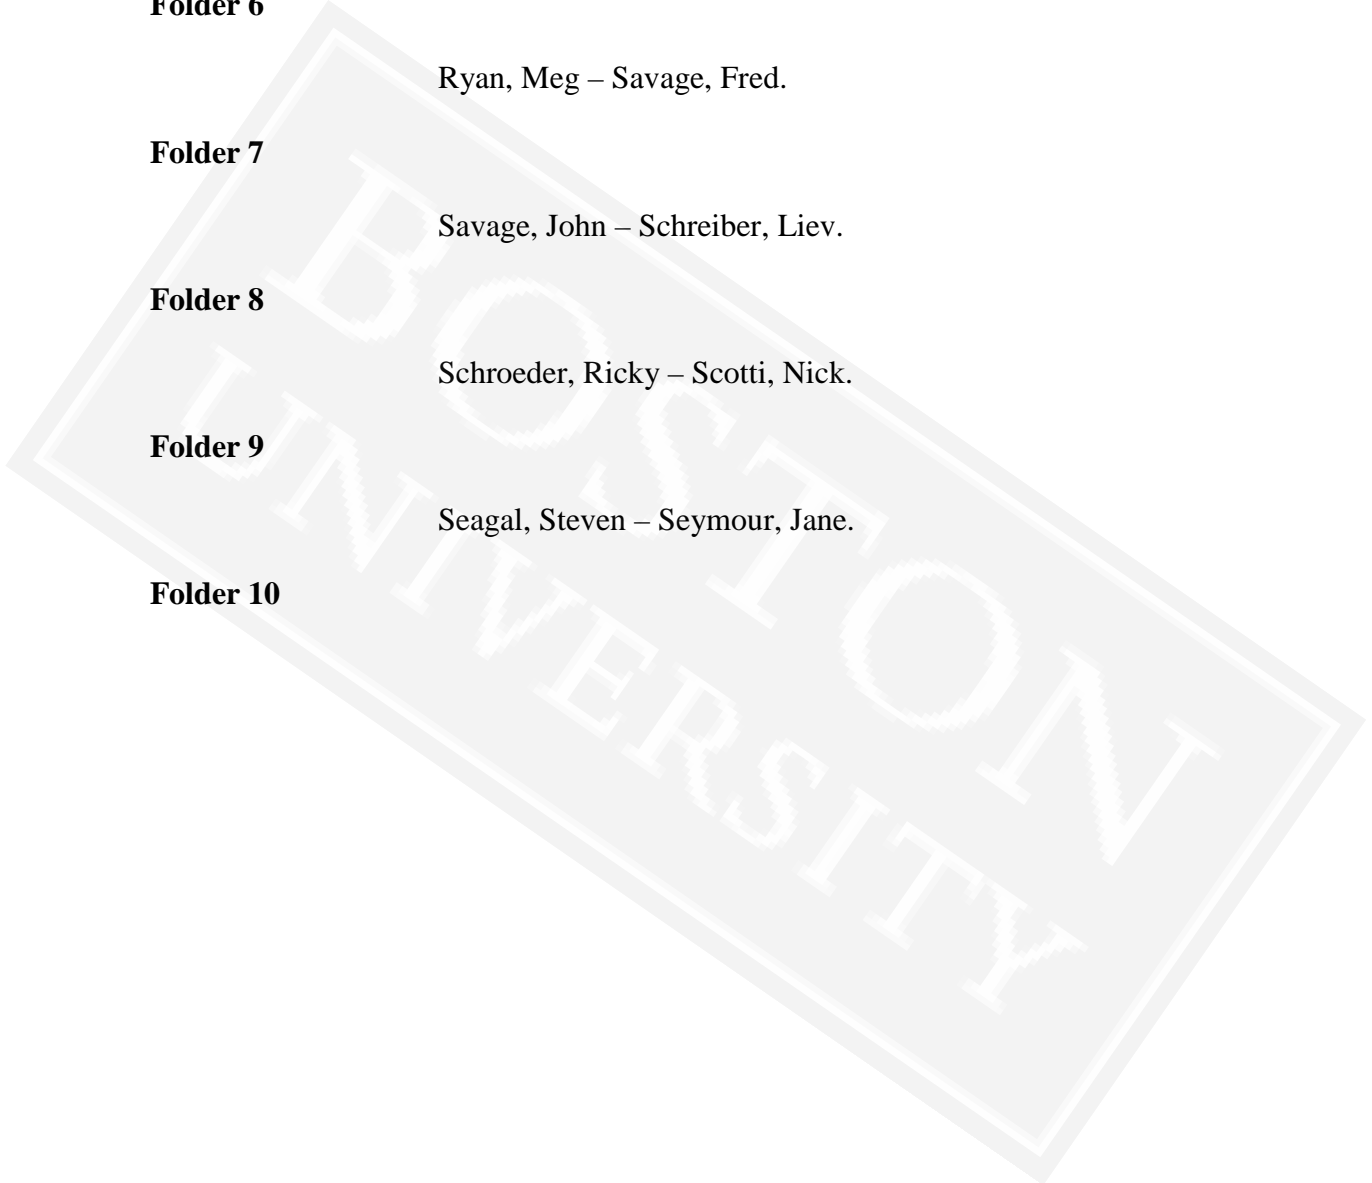 Folder 6
Ryan, Meg – Savage, Fred.
Folder 7
Savage, John – Schreiber, Liev.
Folder 8
Schroeder, Ricky – Scotti, Nick.
Folder 9
Seagal, Steven – Seymour, Jane.
Folder 10
BOSTON
UNIVERSITY